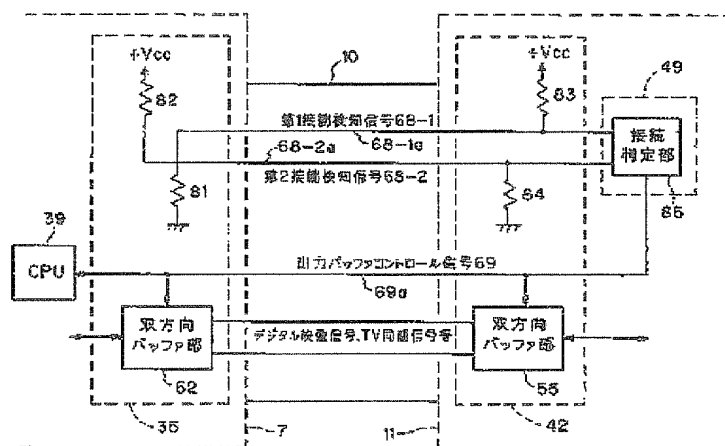 +Vcc
82
10
+Vcc
83
49
第1接続検知信号68-1
68-1a
68-2a
第2接続検知信号68-2
接続
判定部
81
84
39
CPU
出力バッファコントロール信号69
69a
双方向
バッファ部
デジタル映像信号、TV同期信号等
双方向
バッファ部
7
11
42